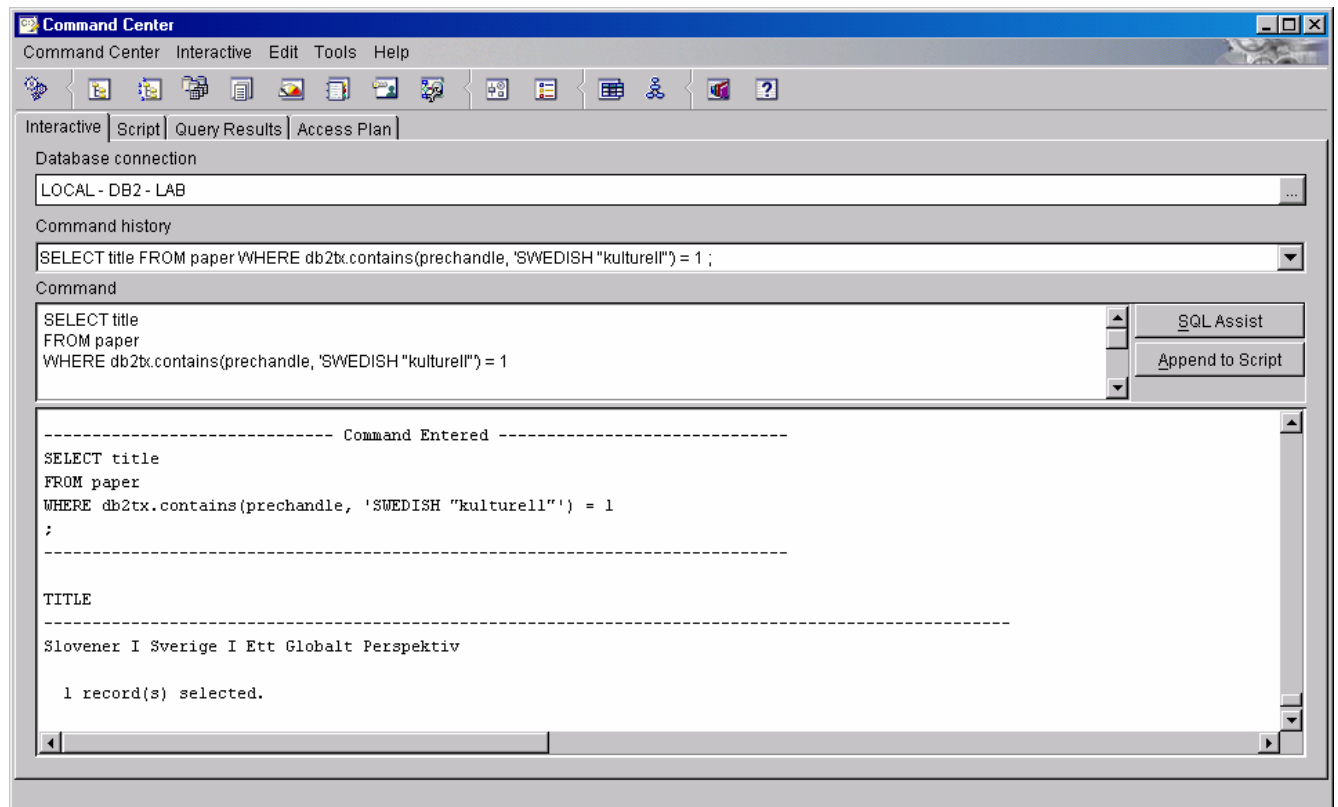 Command Center
Command Center Interactive Edit Tools Help
Interactive Script Query Results Access Plan
Database connection
LOCAL - DB2 - LAB
...
Command history
SELECT title FROM paper WHERE db2tx.contains(prechandle, 'SWEDISH "kulturell"') = 1 ;
Command
SELECT title
FROM paper
WHERE db2tx.contains(prechandle, 'SWEDISH "kulturell"') = 1
SQL Assist
Append to Script
------------------------------ Command Entered ------------------------------
SELECT title
FROM paper
WHERE db2tx.contains(prechandle, 'SWEDISH "kulturell"') = 1
;
-----------------------------------------------------------------------------
TITLE
----------------------------------------------------------------------------------------------------
Slovener I Sverige I Ett Globalt Perspektiv
1 record(s) selected.